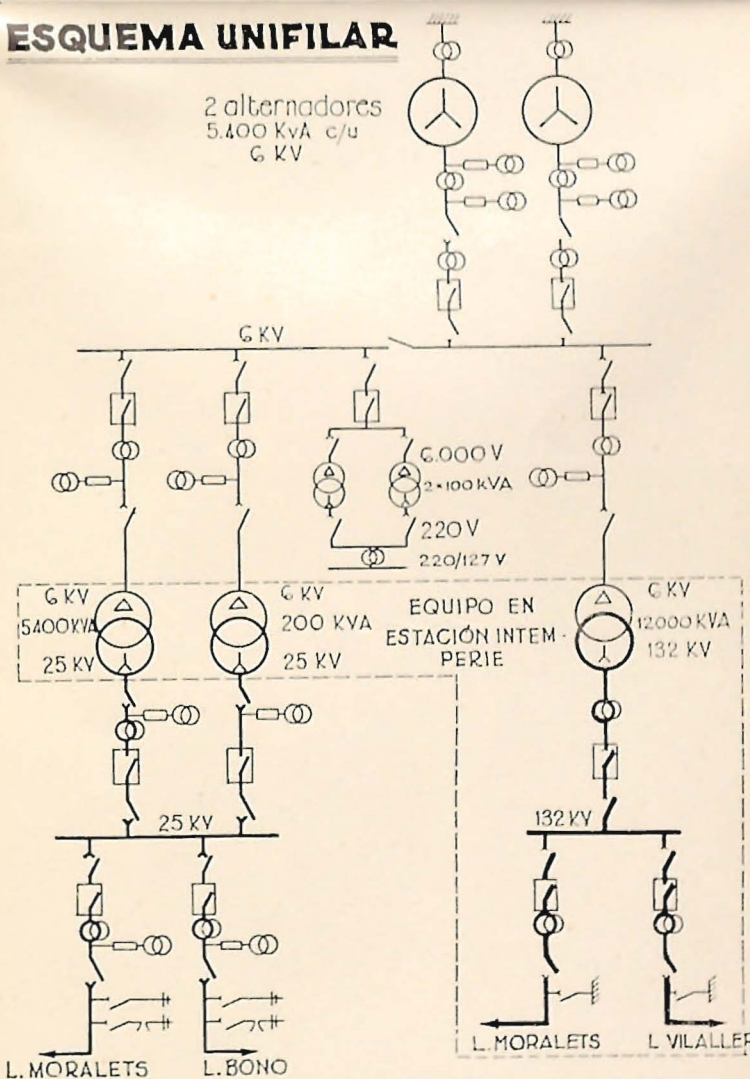 ESQUEMA UNIFILAR
2 alternadores
5.400 KvA c/u
6 KV
6 KV
6.000 V
2×100 KVA
220 V
220/127 V
6 KV
5400 KVA
25 KV
6 KV
200 KVA
25 KV
EQUIPO EN
ESTACIÓN INTEM-
PERIE
6 KV
12000 KVA
132 KV
25 KV
132 KV
L. MORALETS
L. BONO
L. MORALETS
L VILALLER